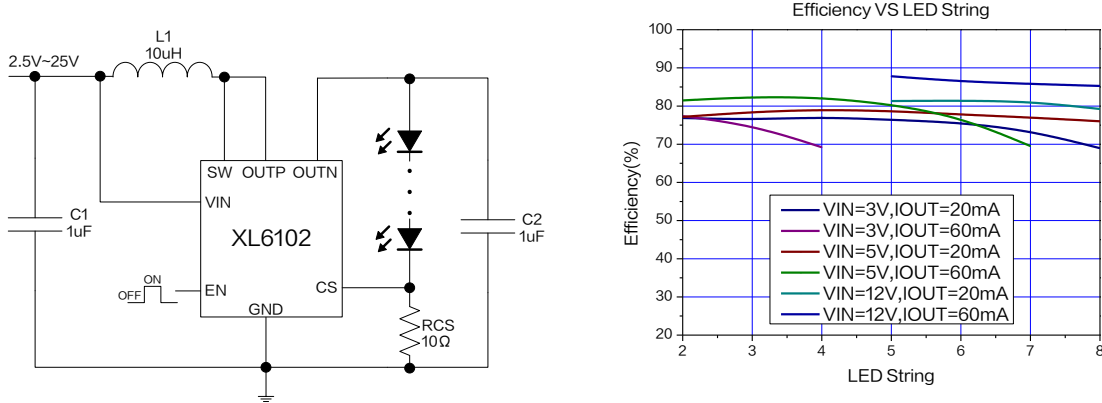 L1
10uH
2.5V~25V
SW OUTP OUTN
VIN
XL6102
C1
1uF
C2
1uF
ON
OFF
EN
CS
GND
RCS
10Ω
Efficiency VS LED String
Efficiency(%)
100
90
80
70
60
50
40
30
20
VIN=3V,IOUT=20mA
VIN=3V,IOUT=60mA
VIN=5V,IOUT=20mA
VIN=5V,IOUT=60mA
VIN=12V,IOUT=20mA
VIN=12V,IOUT=60mA
2 3 4 5 6 7 8
LED String